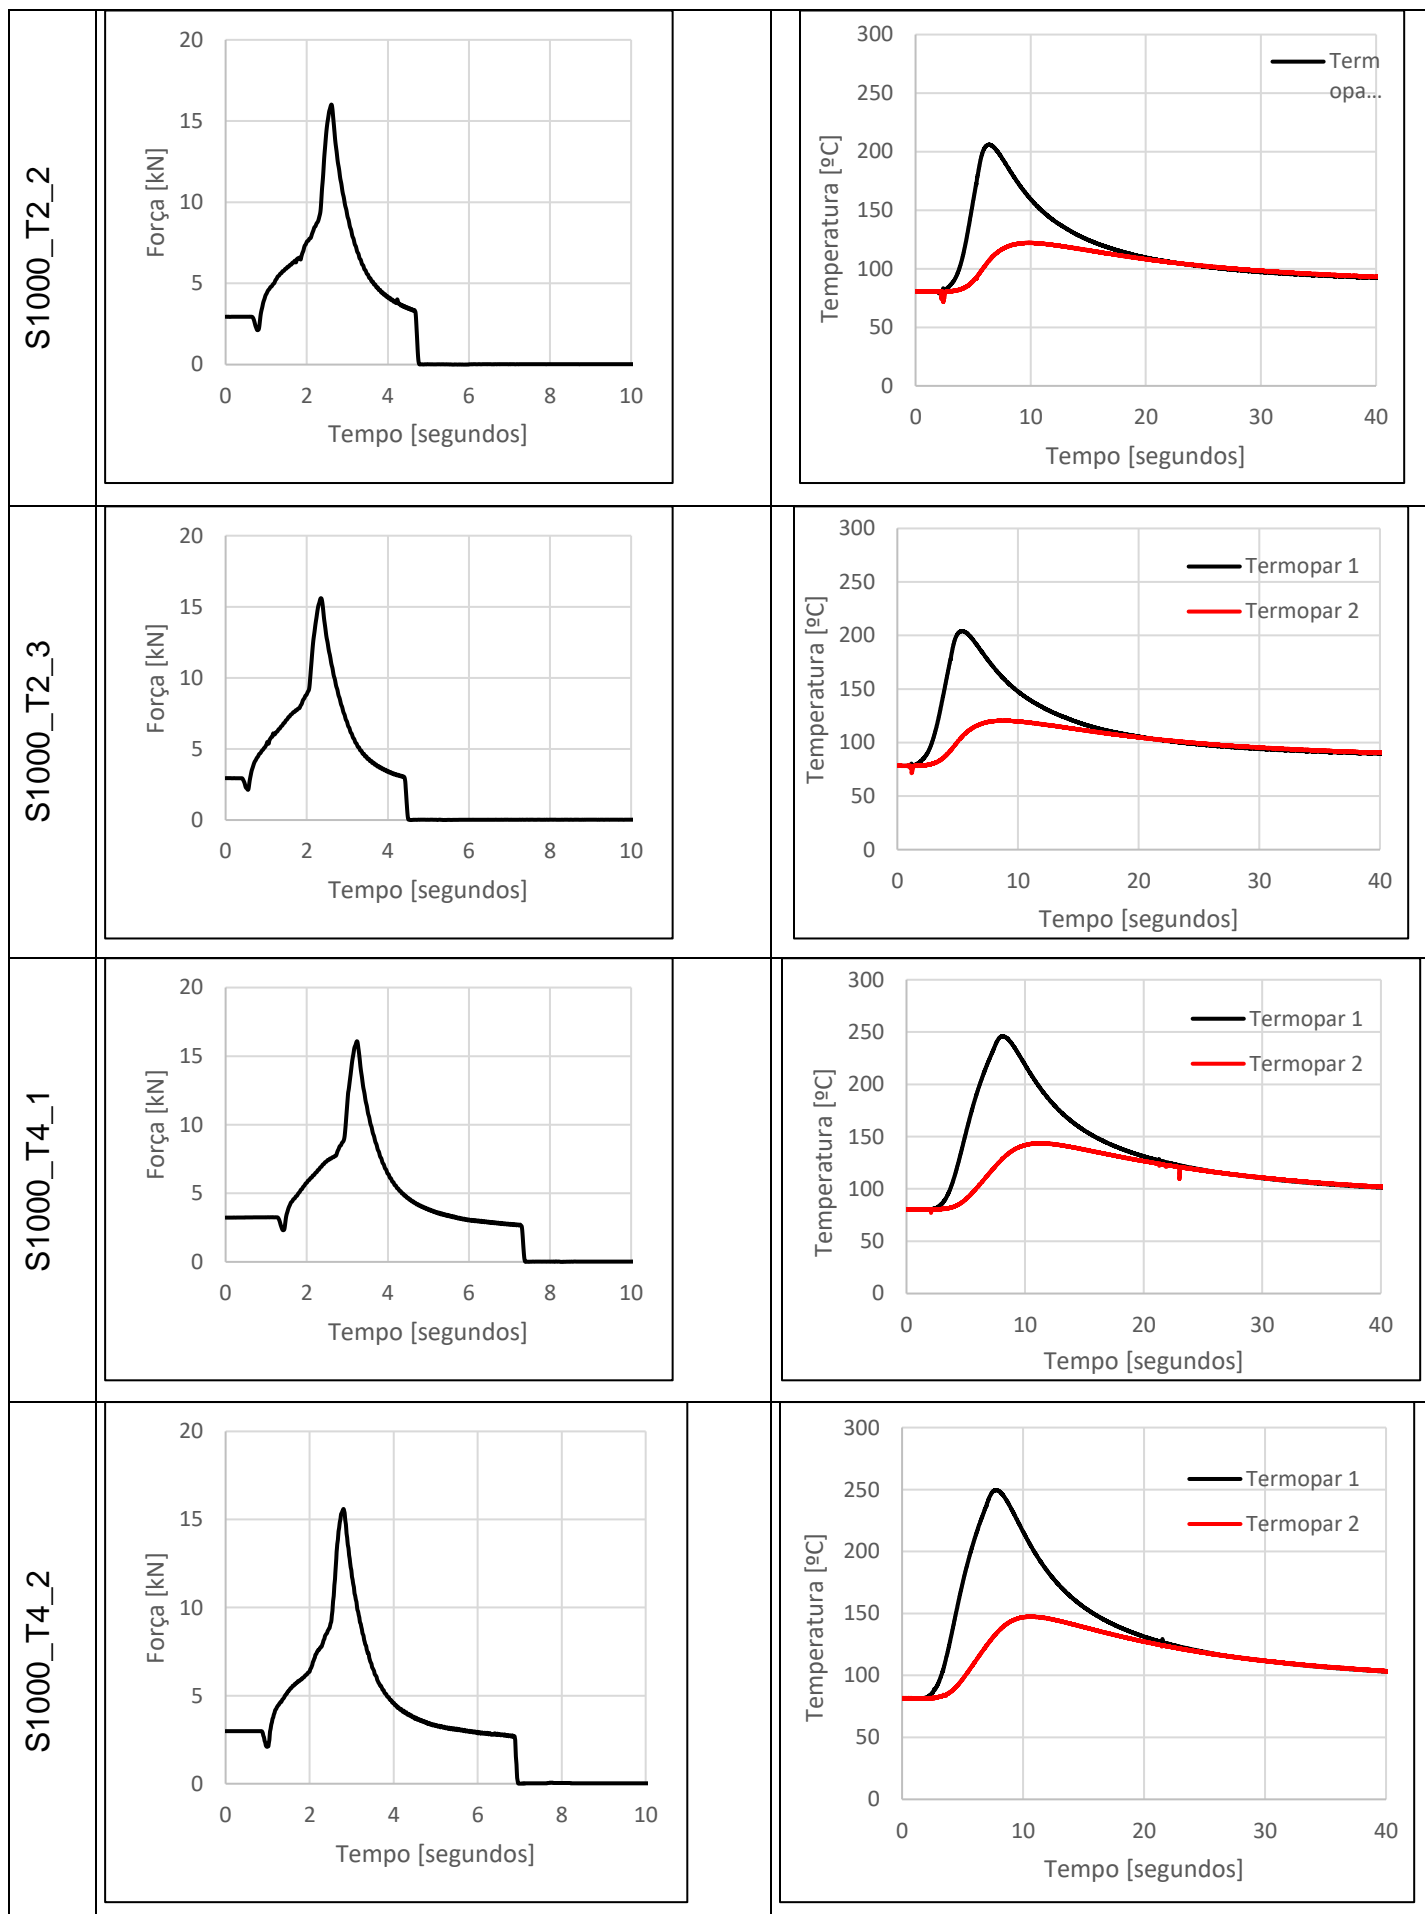 S1000_T2_2
20
15
10
5
0
0 2 4 6 8 10
Força [kN]
Tempo [segundos]
300
250
200
150
100
50
0
0 10 20 30 40
Temperatura [ºC]
Tempo [segundos]
Term
opa...
S1000_T2_3
20
15
10
5
0
0 2 4 6 8 10
Força [kN]
Tempo [segundos]
300
250
200
150
100
50
0
0 10 20 30 40
Temperatura [ºC]
Tempo [segundos]
Termopar 1
Termopar 2
S1000_T4_1
20
15
10
5
0
0 2 4 6 8 10
Força [kN]
Tempo [segundos]
300
250
200
150
100
50
0
0 10 20 30 40
Temperatura [ºC]
Tempo [segundos]
Termopar 1
Termopar 2
S1000_T4_2
20
15
10
5
0
0 2 4 6 8 10
Força [kN]
Tempo [segundos]
300
250
200
150
100
50
0
0 10 20 30 40
Temperatura [ºC]
Tempo [segundos]
Termopar 1
Termopar 2